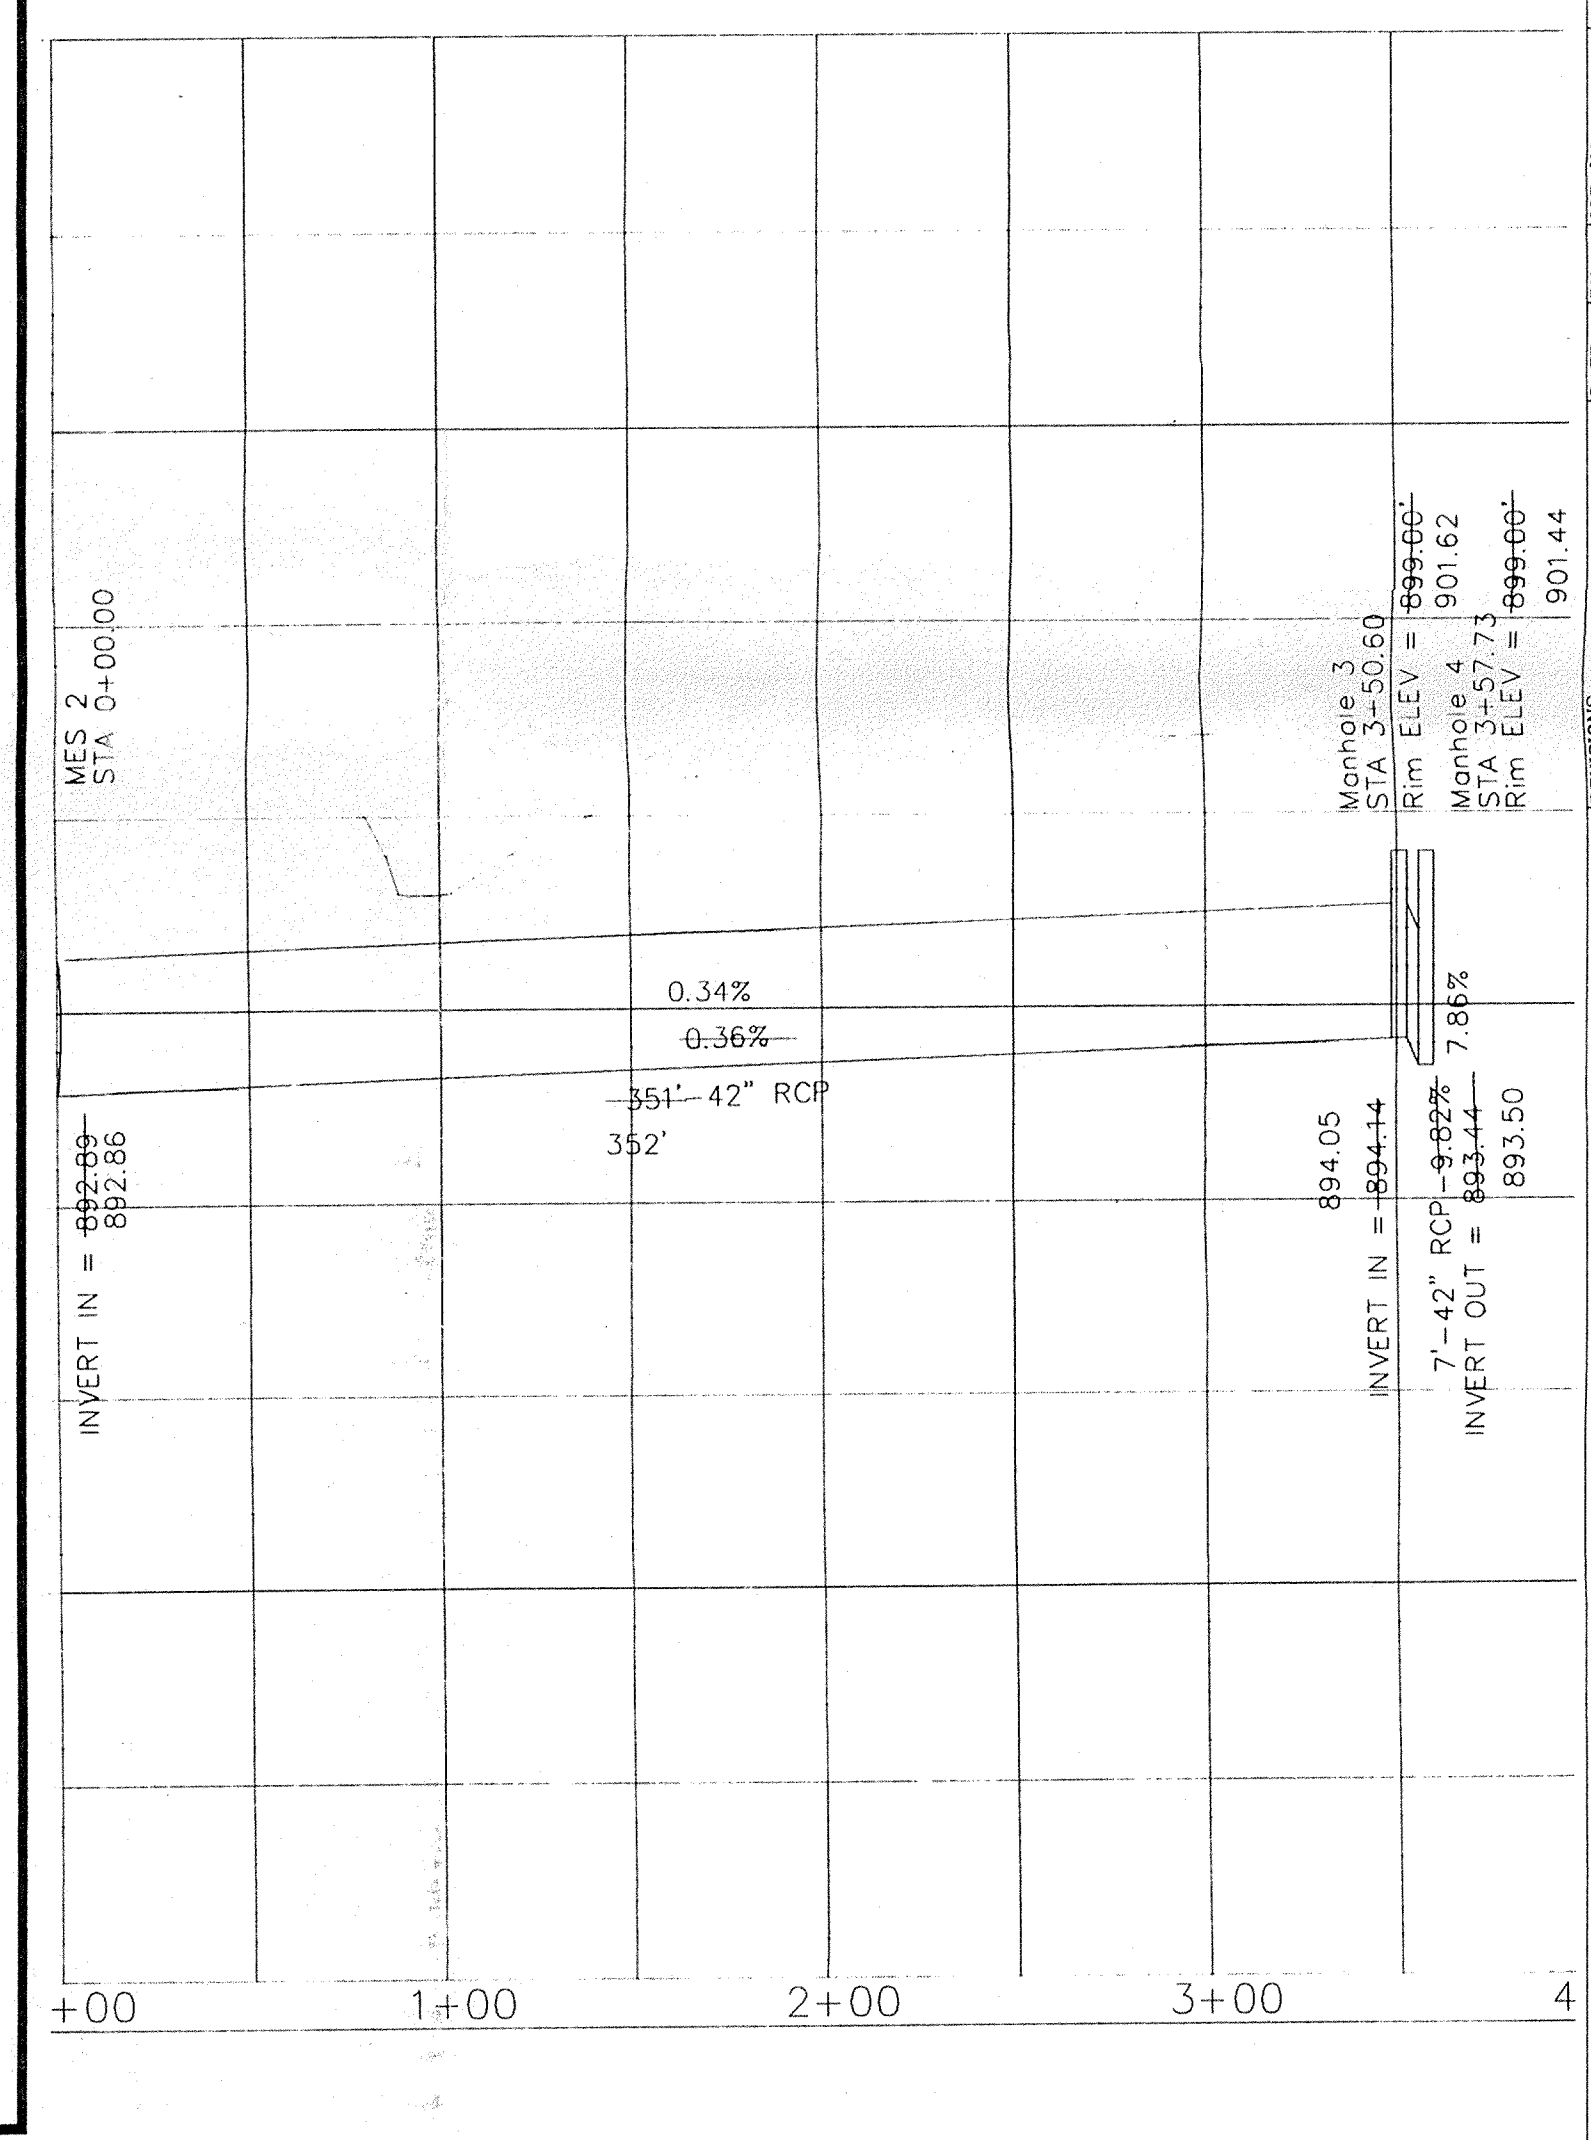 MES 2
STA 0+00.00
Manhole 3
STA 3+50.60
Rim ELEV = 899.00'
901.62
Manhole 4
STA 3+57.73
Rim ELEV = 899.00'
901.44
0.34%
0.36%
351'-42" RCP
352'
INVERT IN = 892.89
892.86
894.05
INVERT IN = 894.14
7'-42" RCP 9.82%
7.86%
INVERT OUT = 893.44
893.50
+00
1+00
2+00
3+00
4